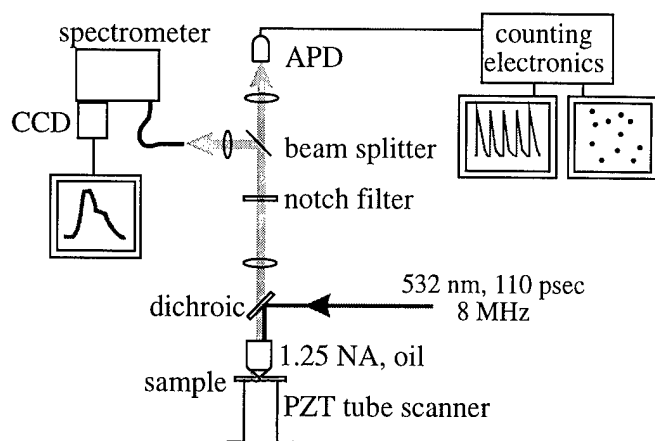 spectrometer
APD
counting
electronics
CCD
beam splitter
notch filter
532 nm, 110 psec
8 MHz
dichroic
1.25 NA, oil
sample
PZT tube scanner